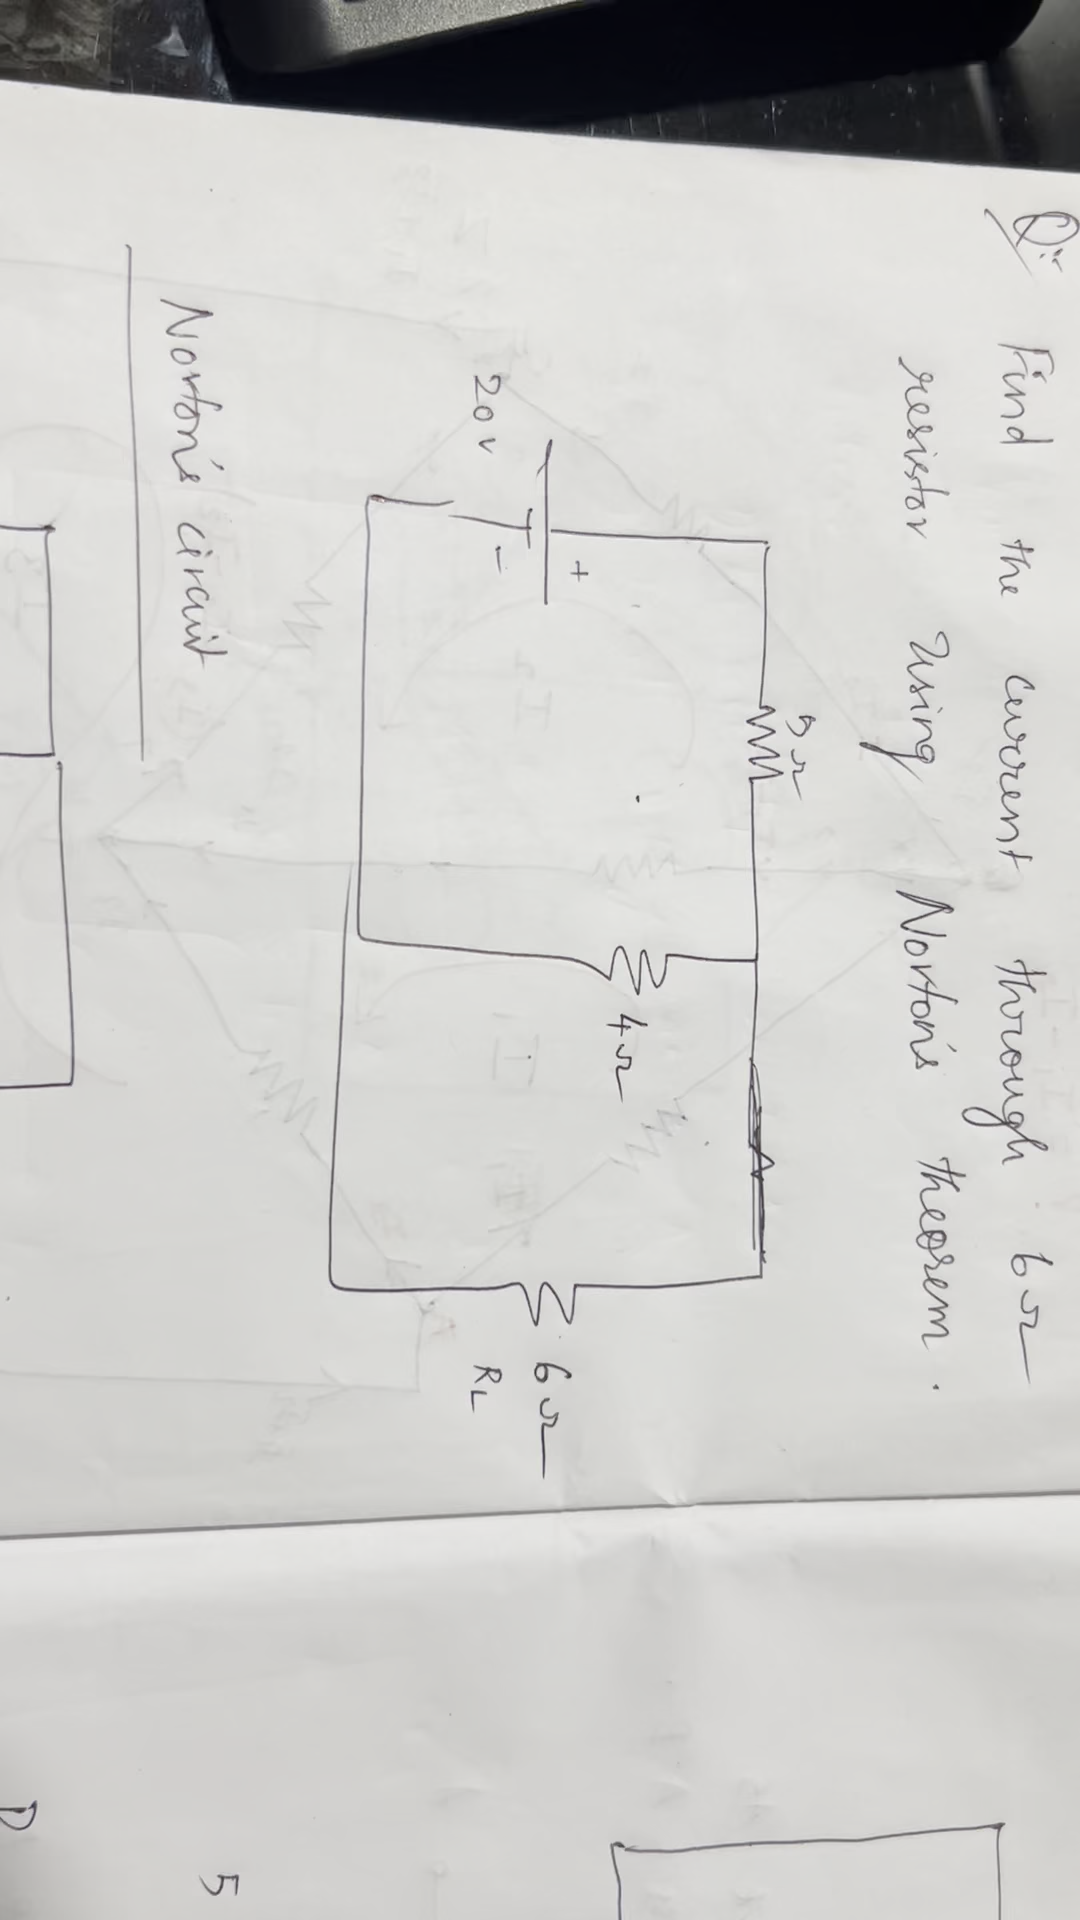 Q:- Find the current through 6Ω
resistor using Norton's theorem.
5Ω
+
20V
-
4Ω
6Ω
RL
Norton's circuit
5